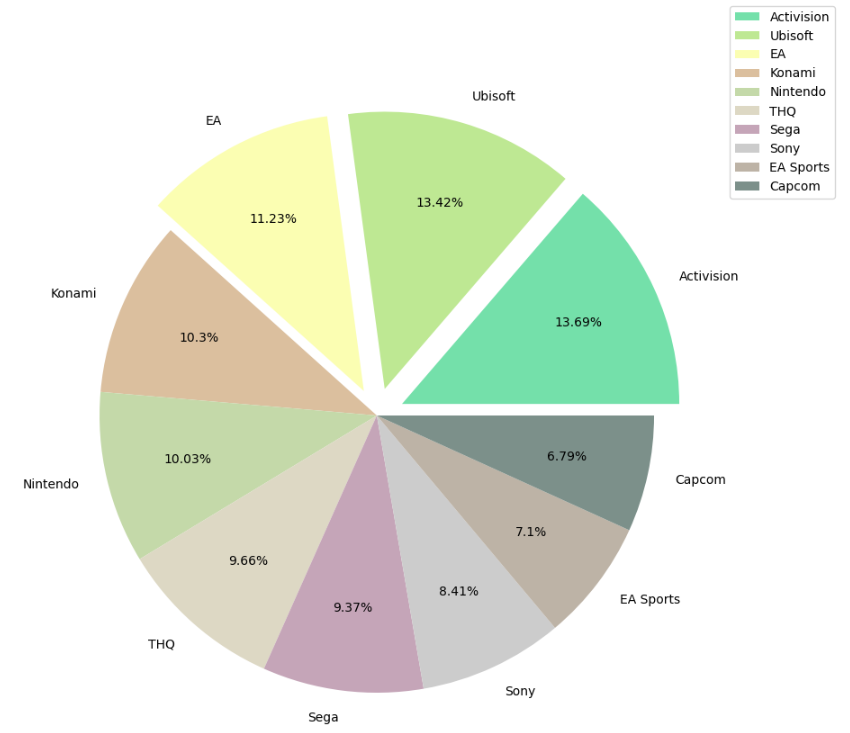 Activision
Ubisoft
EA
Konami
Nintendo
THQ
Sega
Sony
EA Sports
Capcom
Ubisoft
EA
13.42%
11.23%
Activision
Konami
13.69%
10.3%
Nintendo
10.03%
6.79%
Capcom
7.1%
9.66%
8.41%
EA Sports
9.37%
THQ
Sony
Sega